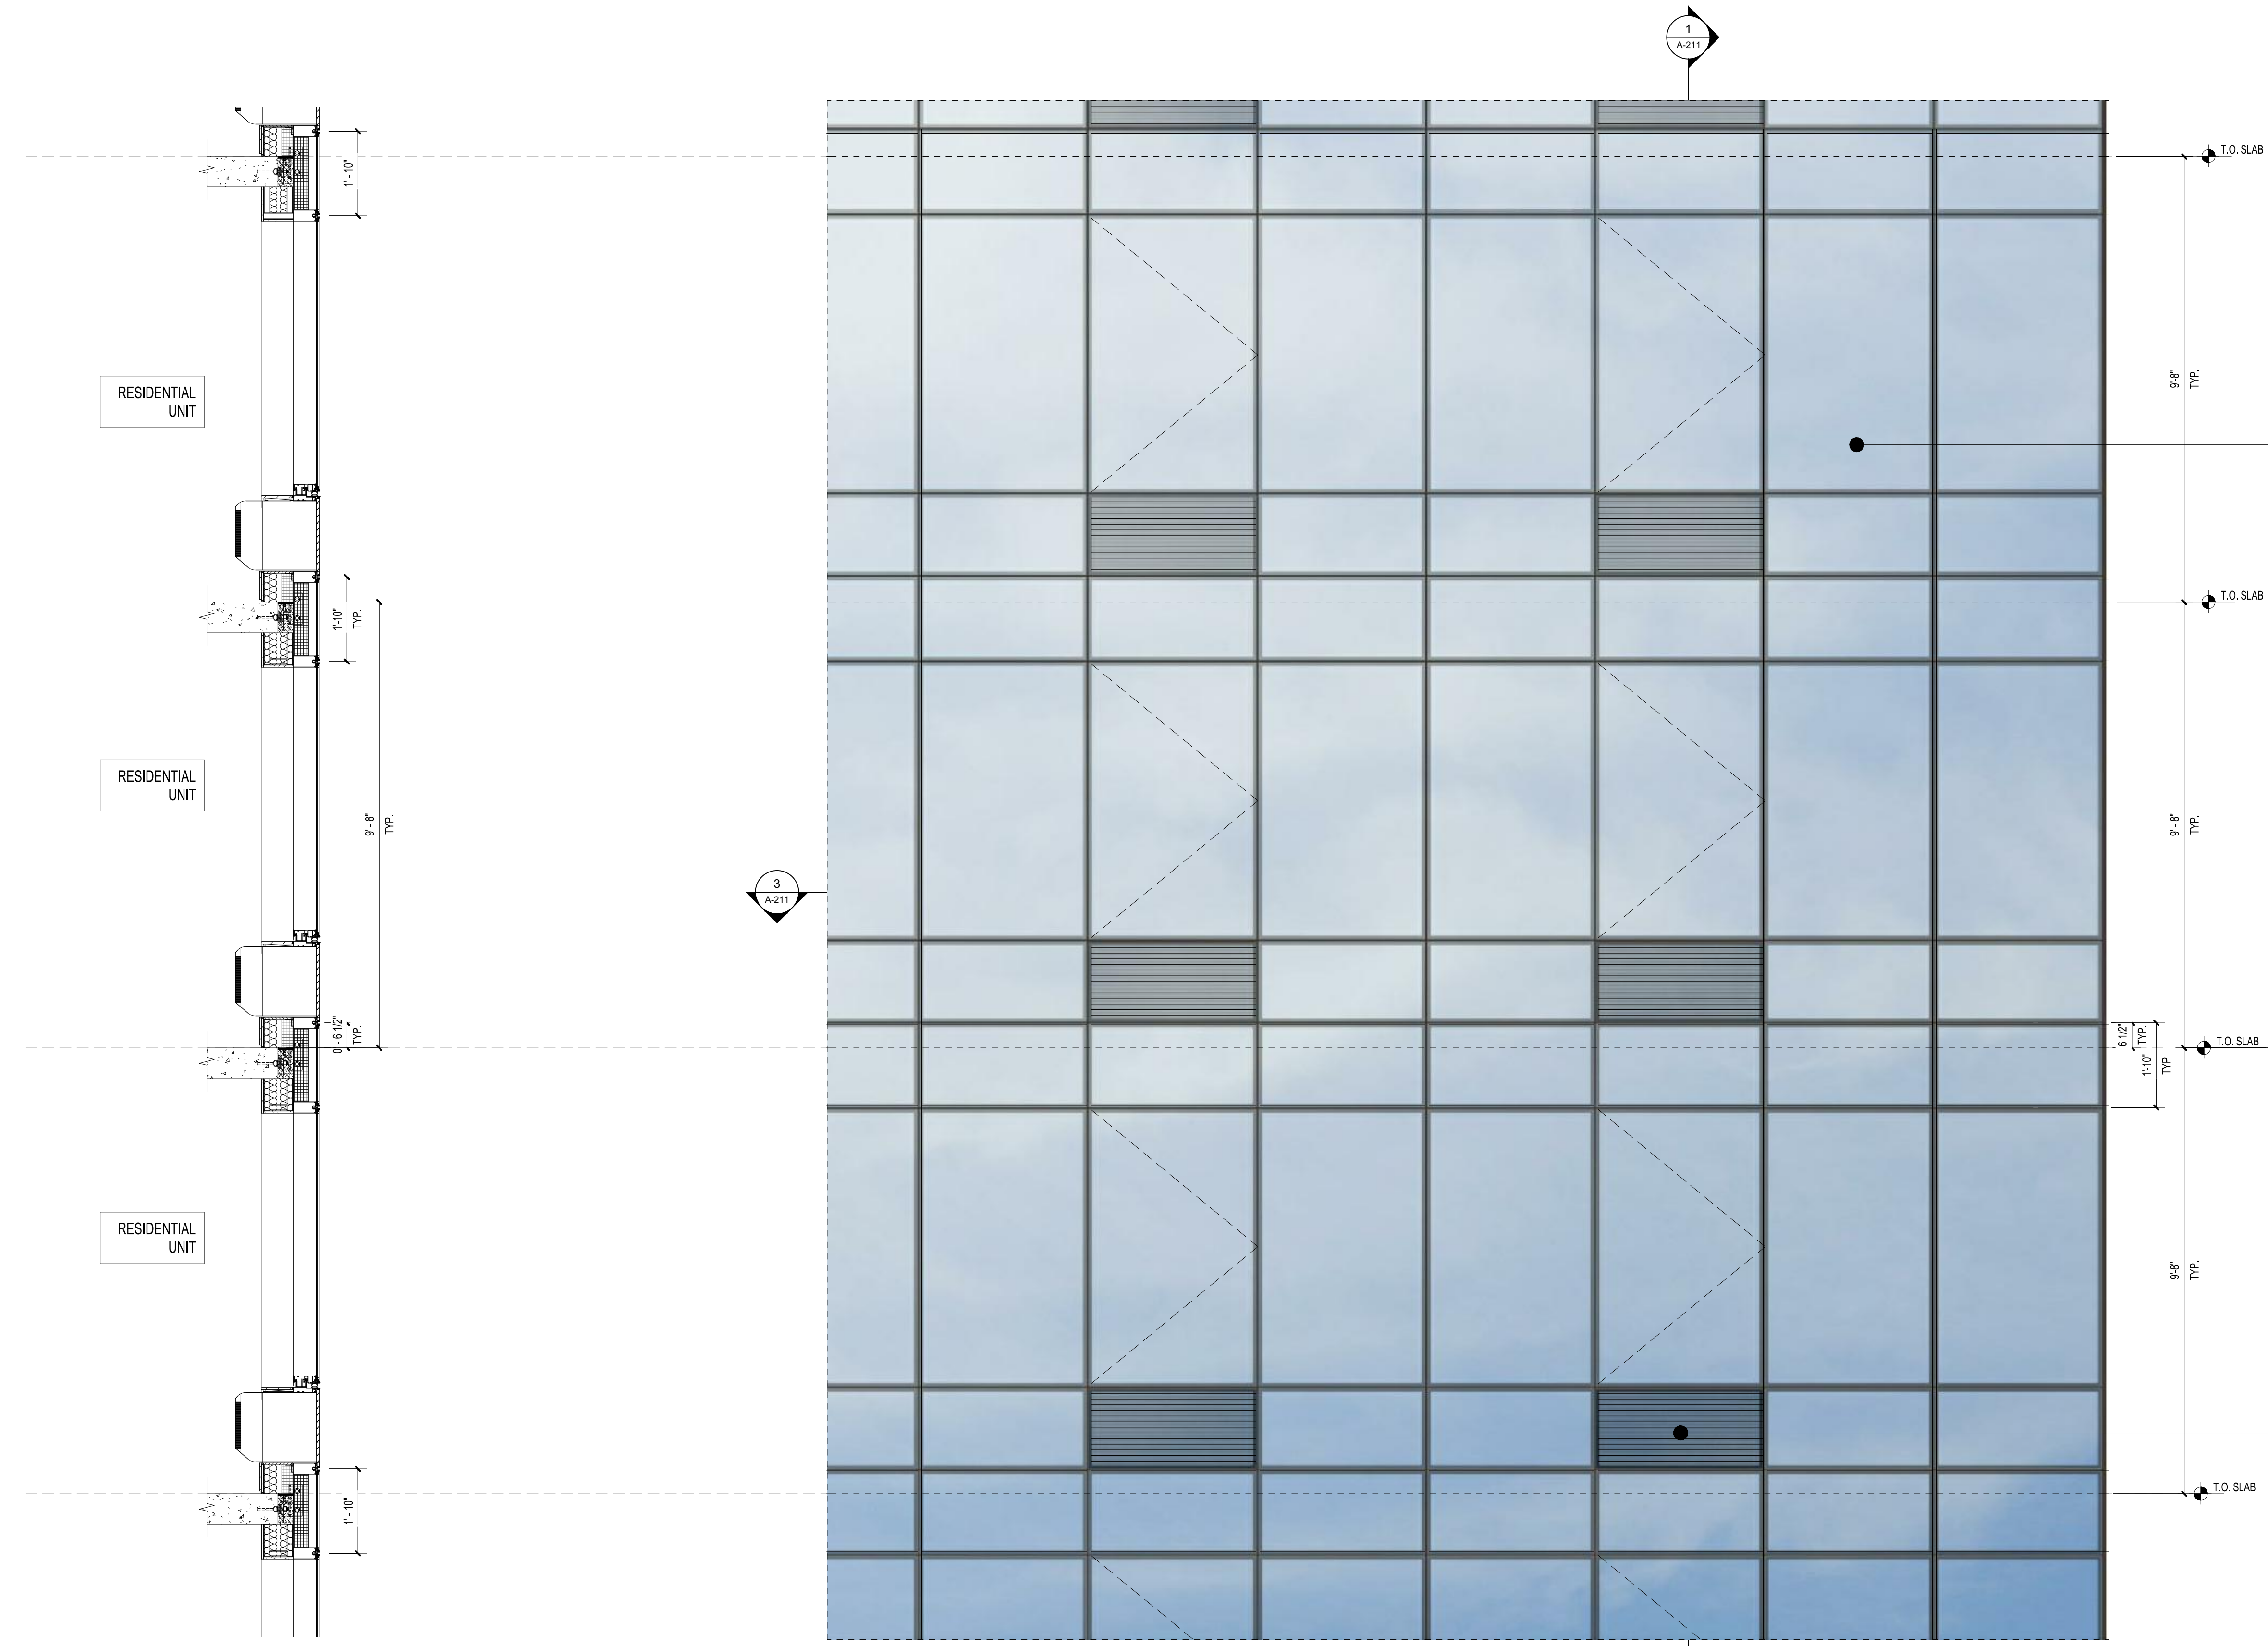 1
A-211
T.O. SLAB
1' - 10"
9'-8"
TYP.
RESIDENTIAL
UNIT
T.O. SLAB
1'-10"
TYP.
RESIDENTIAL
UNIT
9' - 8"
TYP.
9' - 8"
TYP.
3
A-211
0' - 6 1/2"
TYP.
6 1/2"
TYP.
1'-10"
TYP.
T.O. SLAB
RESIDENTIAL
UNIT
9'-8"
TYP.
1' - 10"
T.O. SLAB